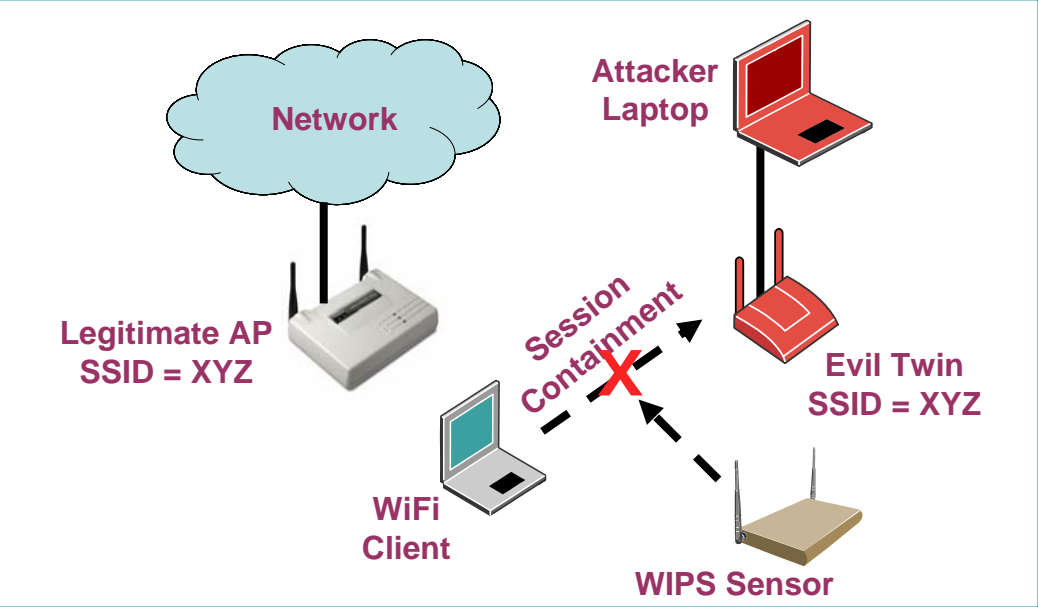 Attacker
Laptop
Network
Session
Containment
Legitimate AP
SSID = XYZ
X
Evil Twin
SSID = XYZ
WiFi
Client
WIPS Sensor